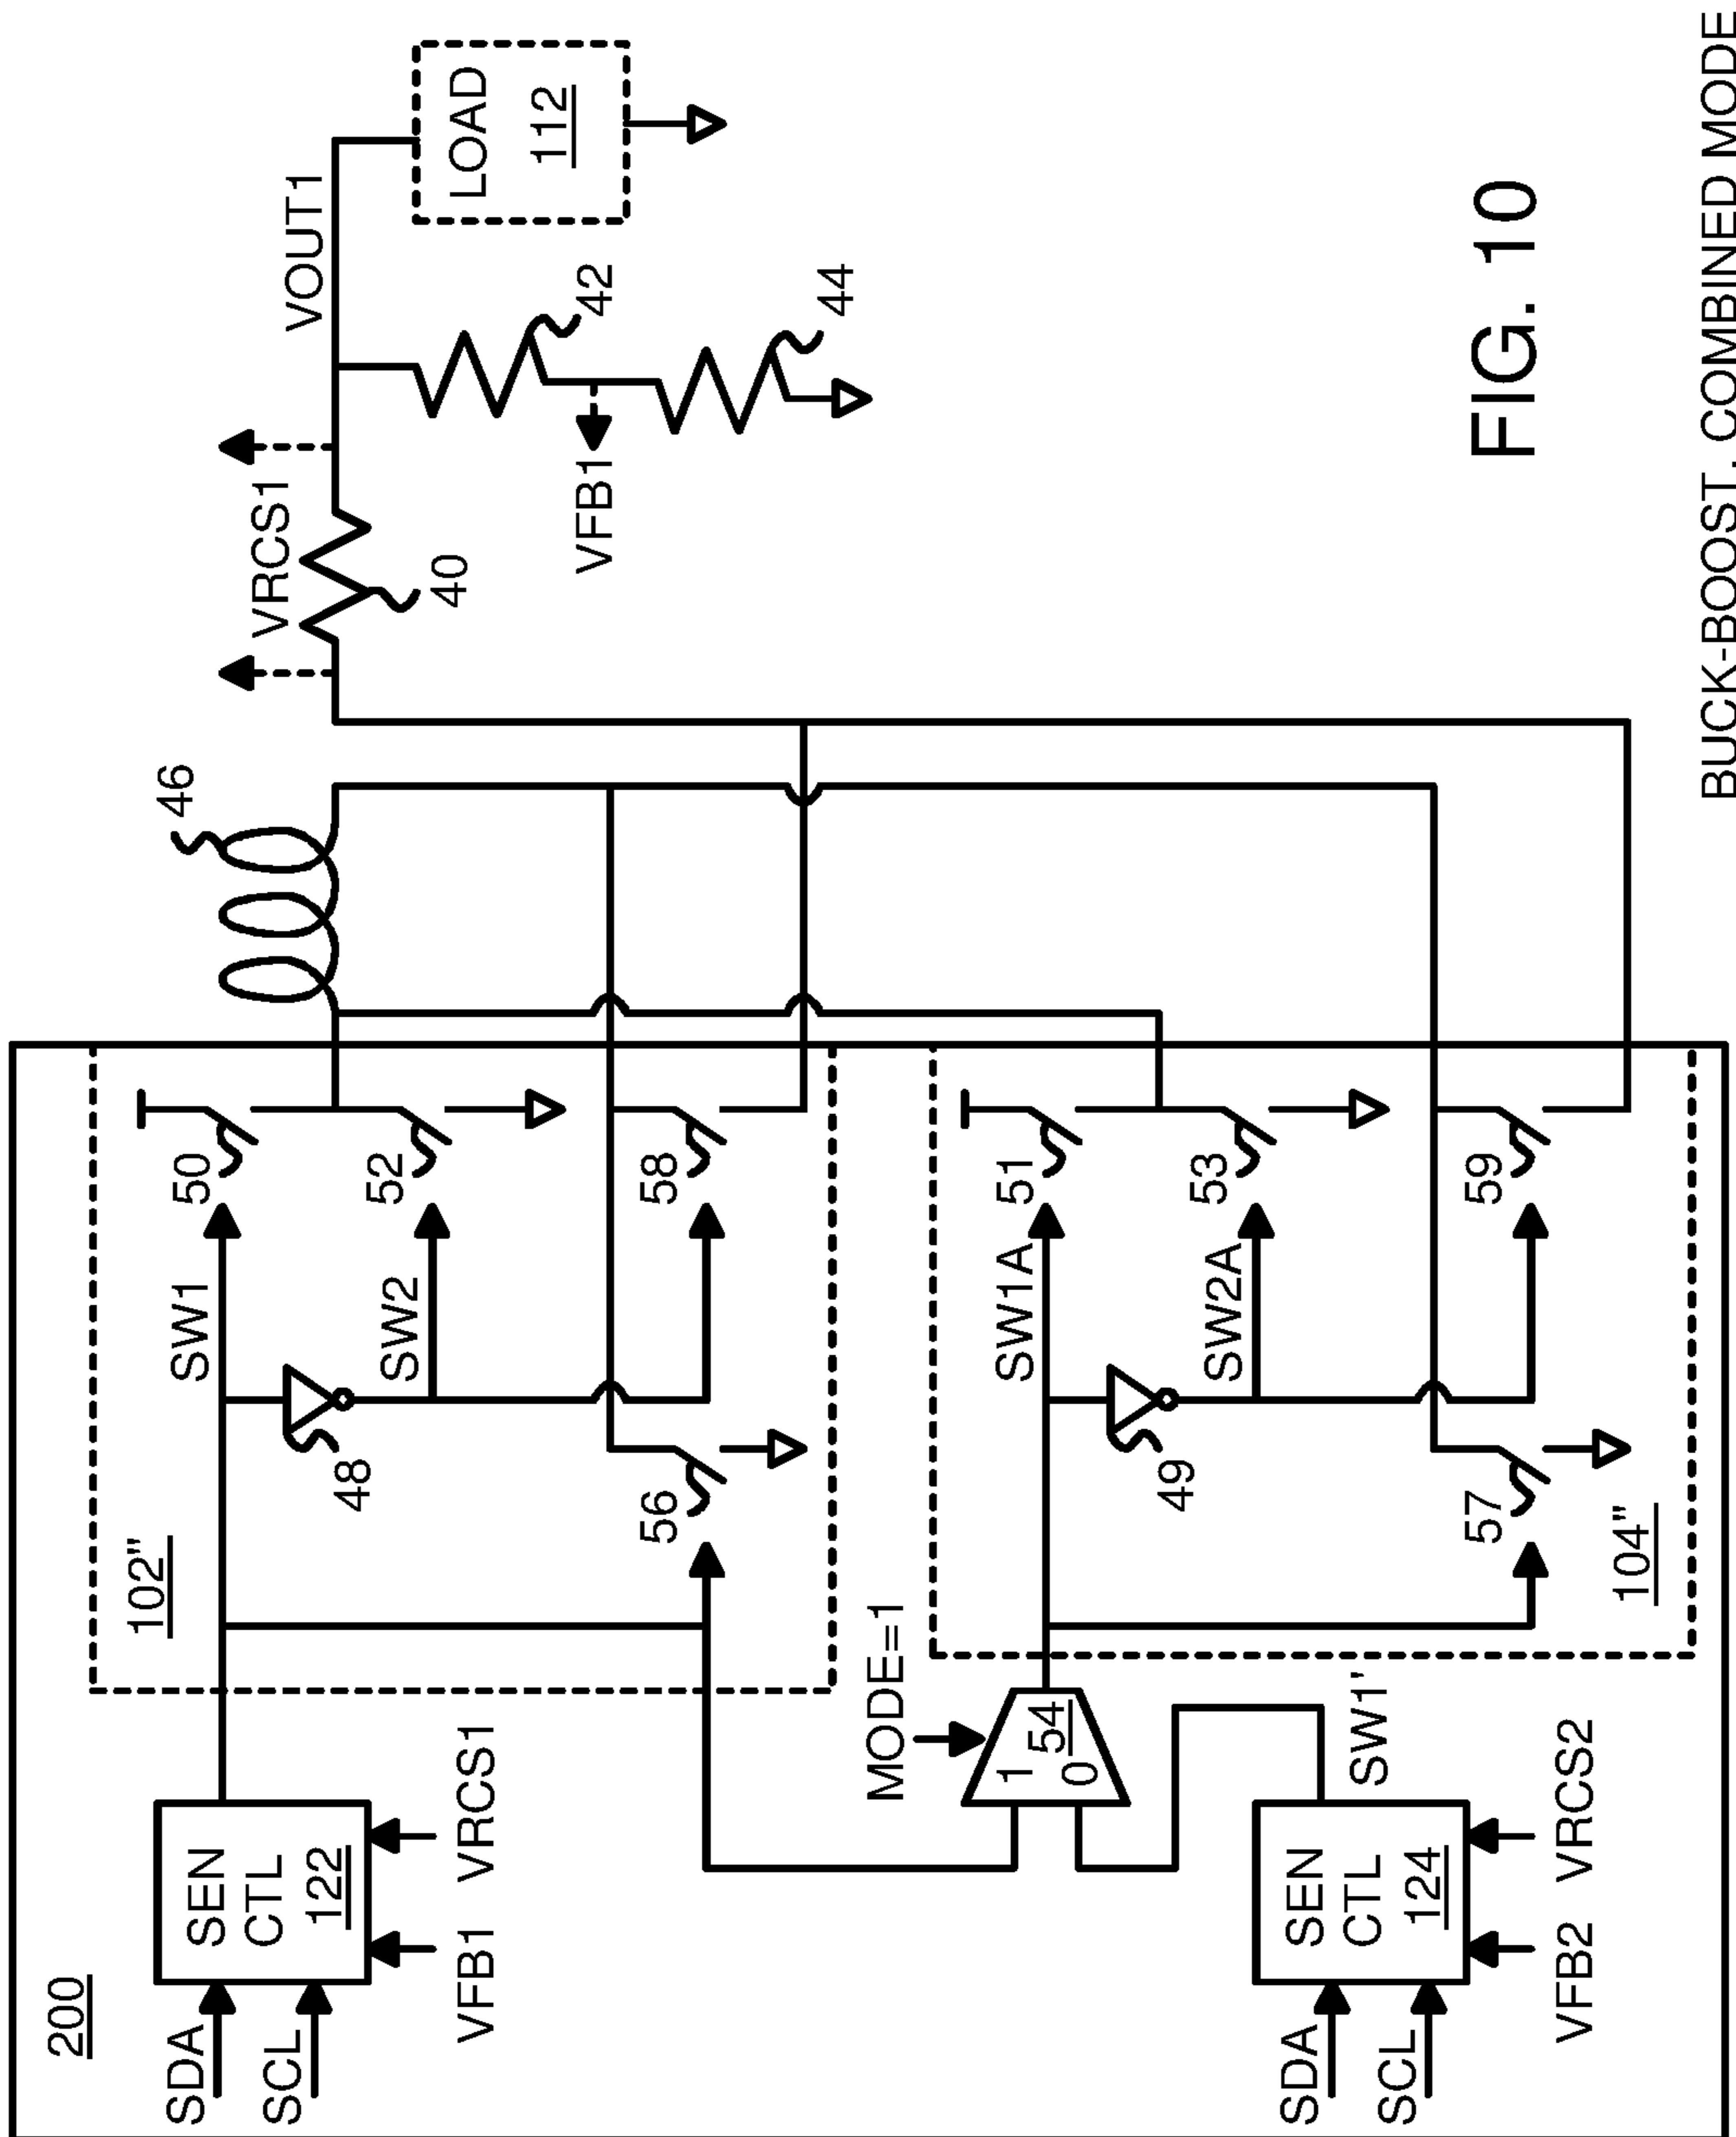 200
SDA
SCL
SEN
CTL
122
VFB1 VRCS1
102"
SW1
50
48
SW2
52
56
58
46
VRCS1
40
VOUT1
42
VFB1
44
LOAD
112
SDA
SCL
SEN
CTL
124
VFB2 VRCS2
SW1'
MODE=1
1
54
0
SW1A
51
49
SW2A
53
57
59
104"
FIG. 10
BUCK-BOOST, COMBINED MODE